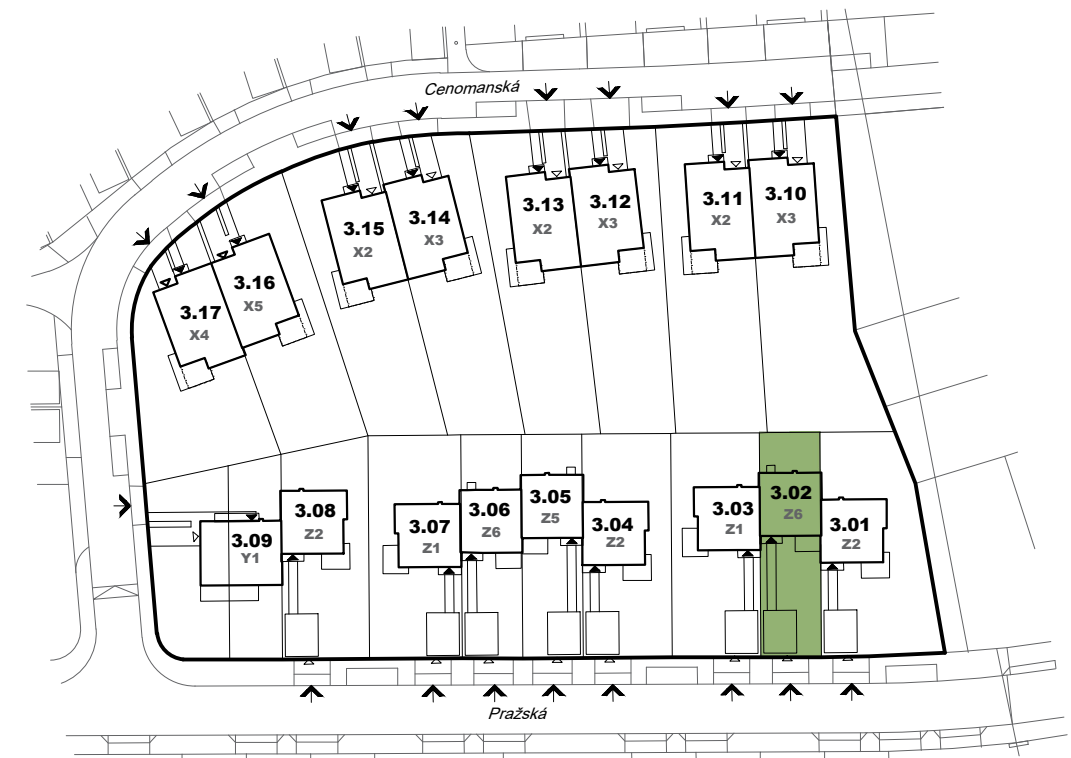 Cenomanská
3.17
X4
3.16
X5
3.15
X2
3.14
X3
3.13
X2
3.12
X3
3.11
X2
3.10
X3
3.09
Y1
3.08
Z2
3.07
Z1
3.06
Z6
3.05
Z5
3.04
Z2
3.03
Z1
3.02
Z6
3.01
Z2
Pražská